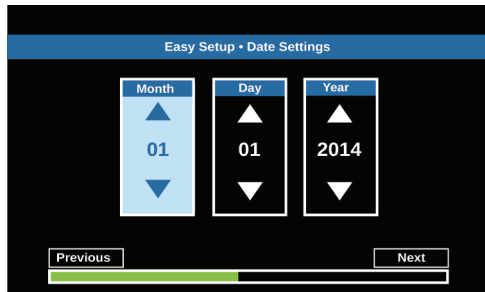 Easy Setup • Date Settings
Month Day Year
01 01 2014
Previous Next